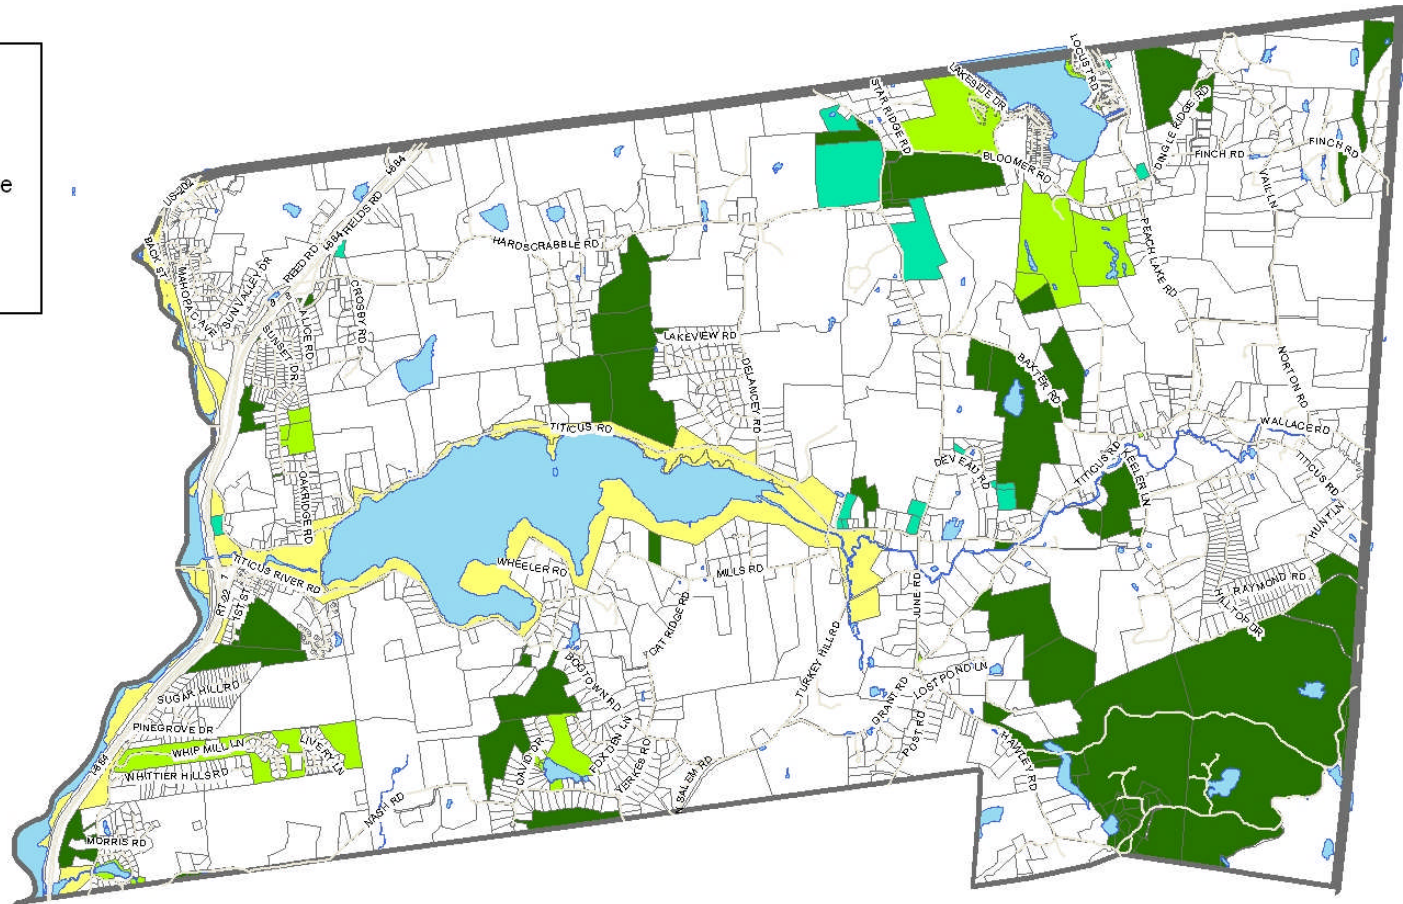 e
LOCUST RD
LAKESIDE DR
STAR RIDGE RD
DINGLE RIDGE RD
BLOOMER RD
FINCH RD
FINCH RD
VAIL LN
US-202
I-684
FIELDS RD
I-684
REED RD
BACK ST
MAHOPAC AVE
SUN VALLEY DR
HARDSCRABBLE RD
PEACH LAKE RD
CROSBY RD
ALICE RD
SUNSET DR
LAKEVIEW RD
DELANCEY RD
BAXTER RD
NORTON RD
TITICUS RD
WALLACE RD
DEVEAU RD
TITICUS RD
KEELER LN
TITICUS RD
OAKRIDGE RD
HUNT LN
TITICUS RIVER RD
WHEELER RD
MILLS RD
RT-22
1ST ST
JUNE RD
RAYMOND RD
HILLTOP DR
CAT RIDGE RD
TURKEY HILL RD
BOGTOWN RD
SUGAR HILL RD
GRANT RD
LOST POND LN
POST RD
PINEGROVE DR
WHIP MILL LN
LIVERY LN
WHITTIER HILLS RD
DAVID DR
FOX DEN LN
YERKES RD
N SALEM RD
HAWLEY RD
I-684
NASH RD
MORRIS RD